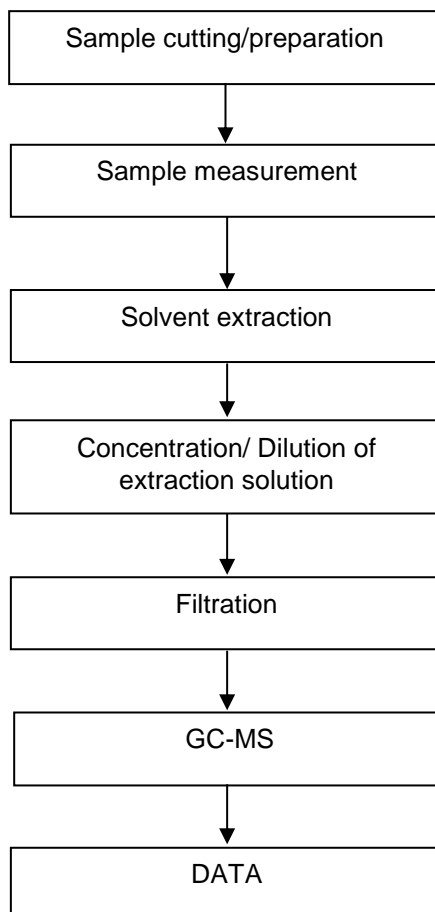 Sample cutting/preparation
Sample measurement
Solvent extraction
Concentration/ Dilution of
extraction solution
Filtration
GC-MS
DATA